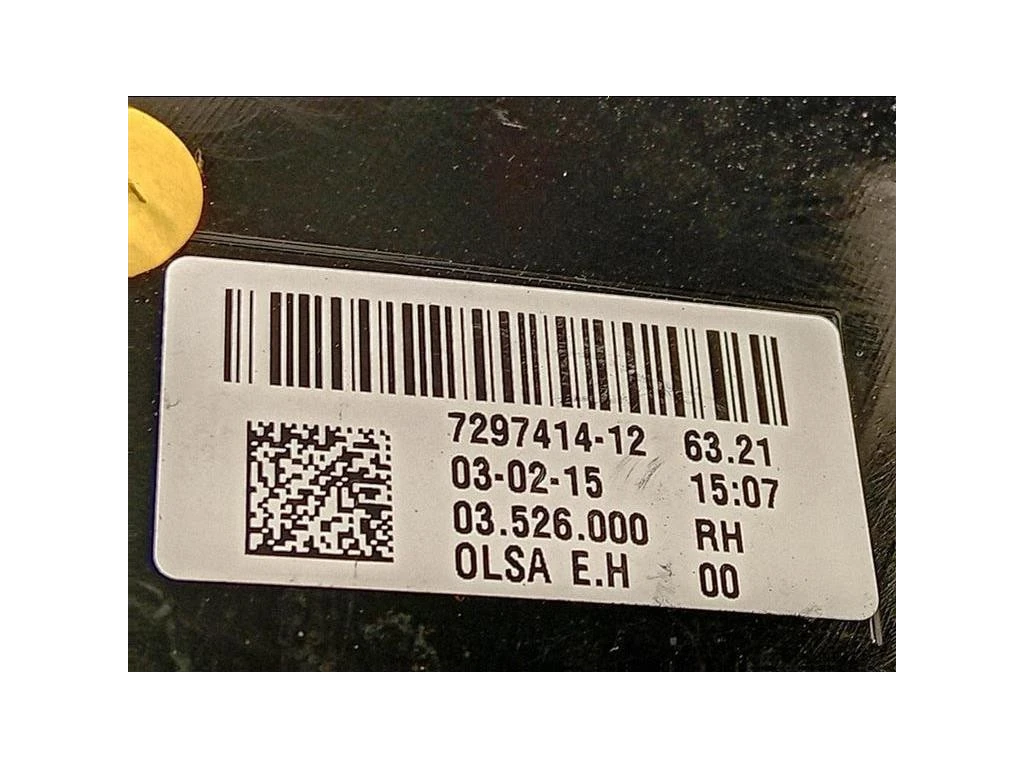 7297414-12 63.21
03-02-15 15:07
03.526.000 RH
OLSA E.H 00